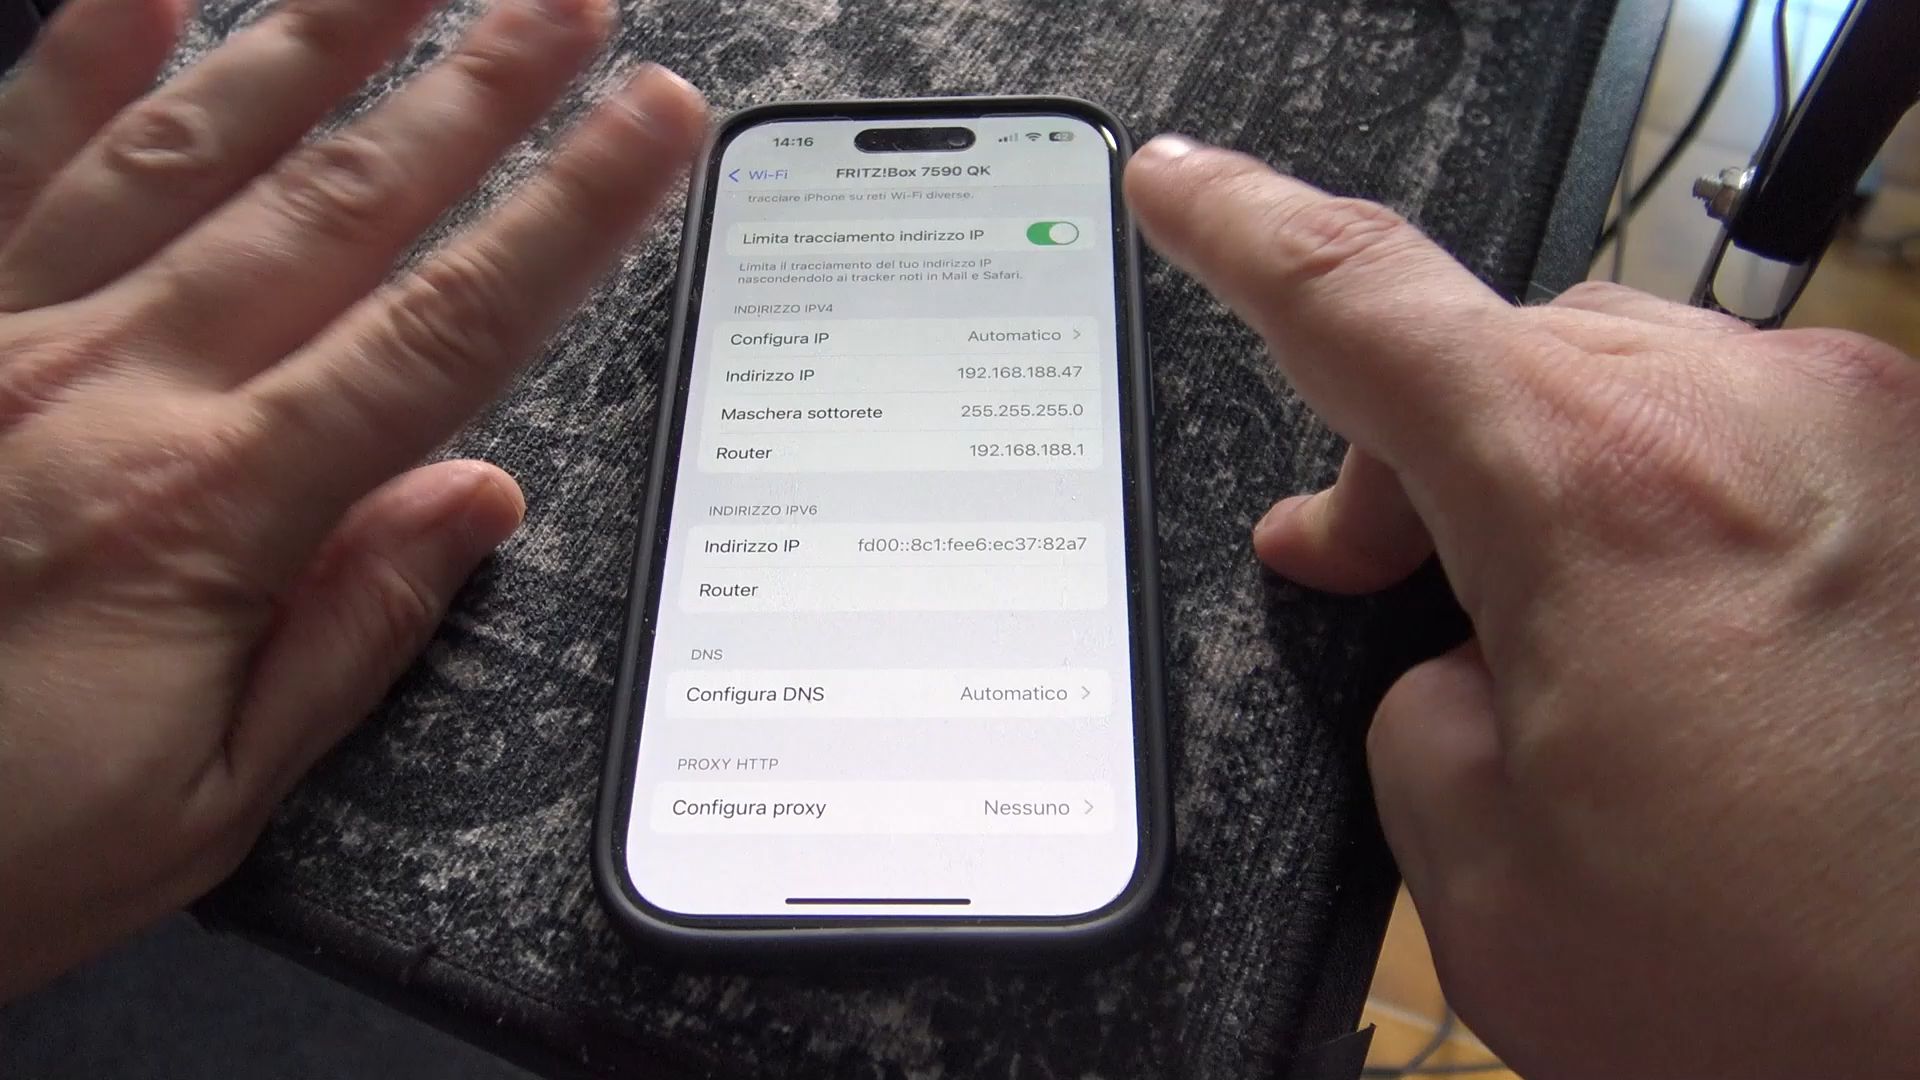 14:16
42
Wi-Fi
FRITZ!Box 7590 QK
tracciare iPhone su reti Wi-Fi diverse.
Limita tracciamento indirizzo IP
Limita il tracciamento del tuo indirizzo IP
nascondendolo ai tracker noti in Mail e Safari.
INDIRIZZO IPV4
Configura IP Automatico
Indirizzo IP 192.168.188.47
Maschera sottorete 255.255.255.0
Router 192.168.188.1
INDIRIZZO IPV6
Indirizzo IP fd00::8c1:fee6:ec37:82a7
Router
DNS
Configura DNS Automatico
PROXY HTTP
Configura proxy Nessuno